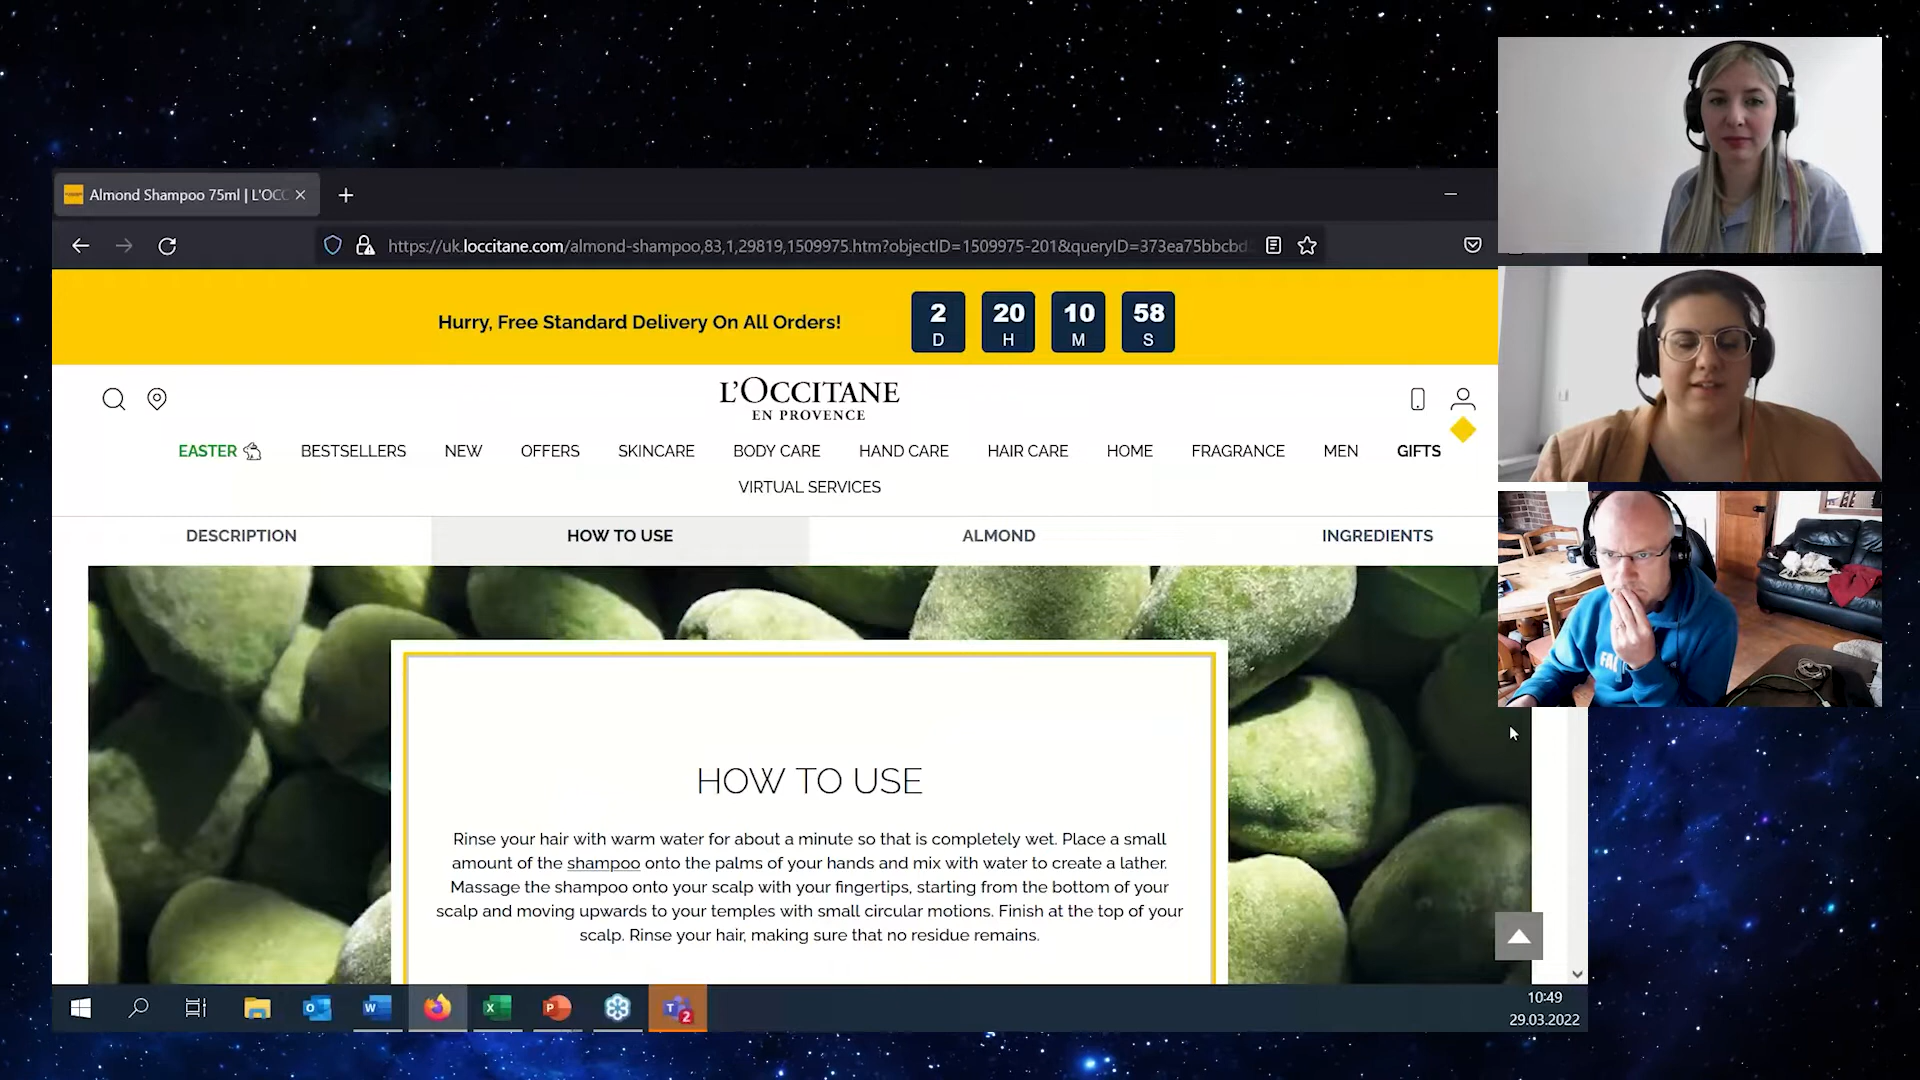 Almond Shampoo 75ml | L'OCC
https://uk.loccitane.com/almond-shampoo,83,1,29819,1509975.htm?objectID=1509975-201&queryID=373ea75bbcbd
Hurry, Free Standard Delivery On All Orders!
2 20 10 58
D H M S
L'OCCITANE
EN PROVENCE
EASTER BESTSELLERS NEW OFFERS SKINCARE BODY CARE HAND CARE HAIR CARE HOME FRAGRANCE MEN GIFTS
VIRTUAL SERVICES
DESCRIPTION HOW TO USE ALMOND INGREDIENTS
HOW TO USE
Rinse your hair with warm water for about a minute so that is completely wet. Place a small
amount of the shampoo onto the palms of your hands and mix with water to create a lather.
Massage the shampoo onto your scalp with your fingertips, starting from the bottom of your
scalp and moving upwards to your temples with small circular motions. Finish at the top of your
scalp. Rinse your hair, making sure that no residue remains.
10:49
29.03.2022